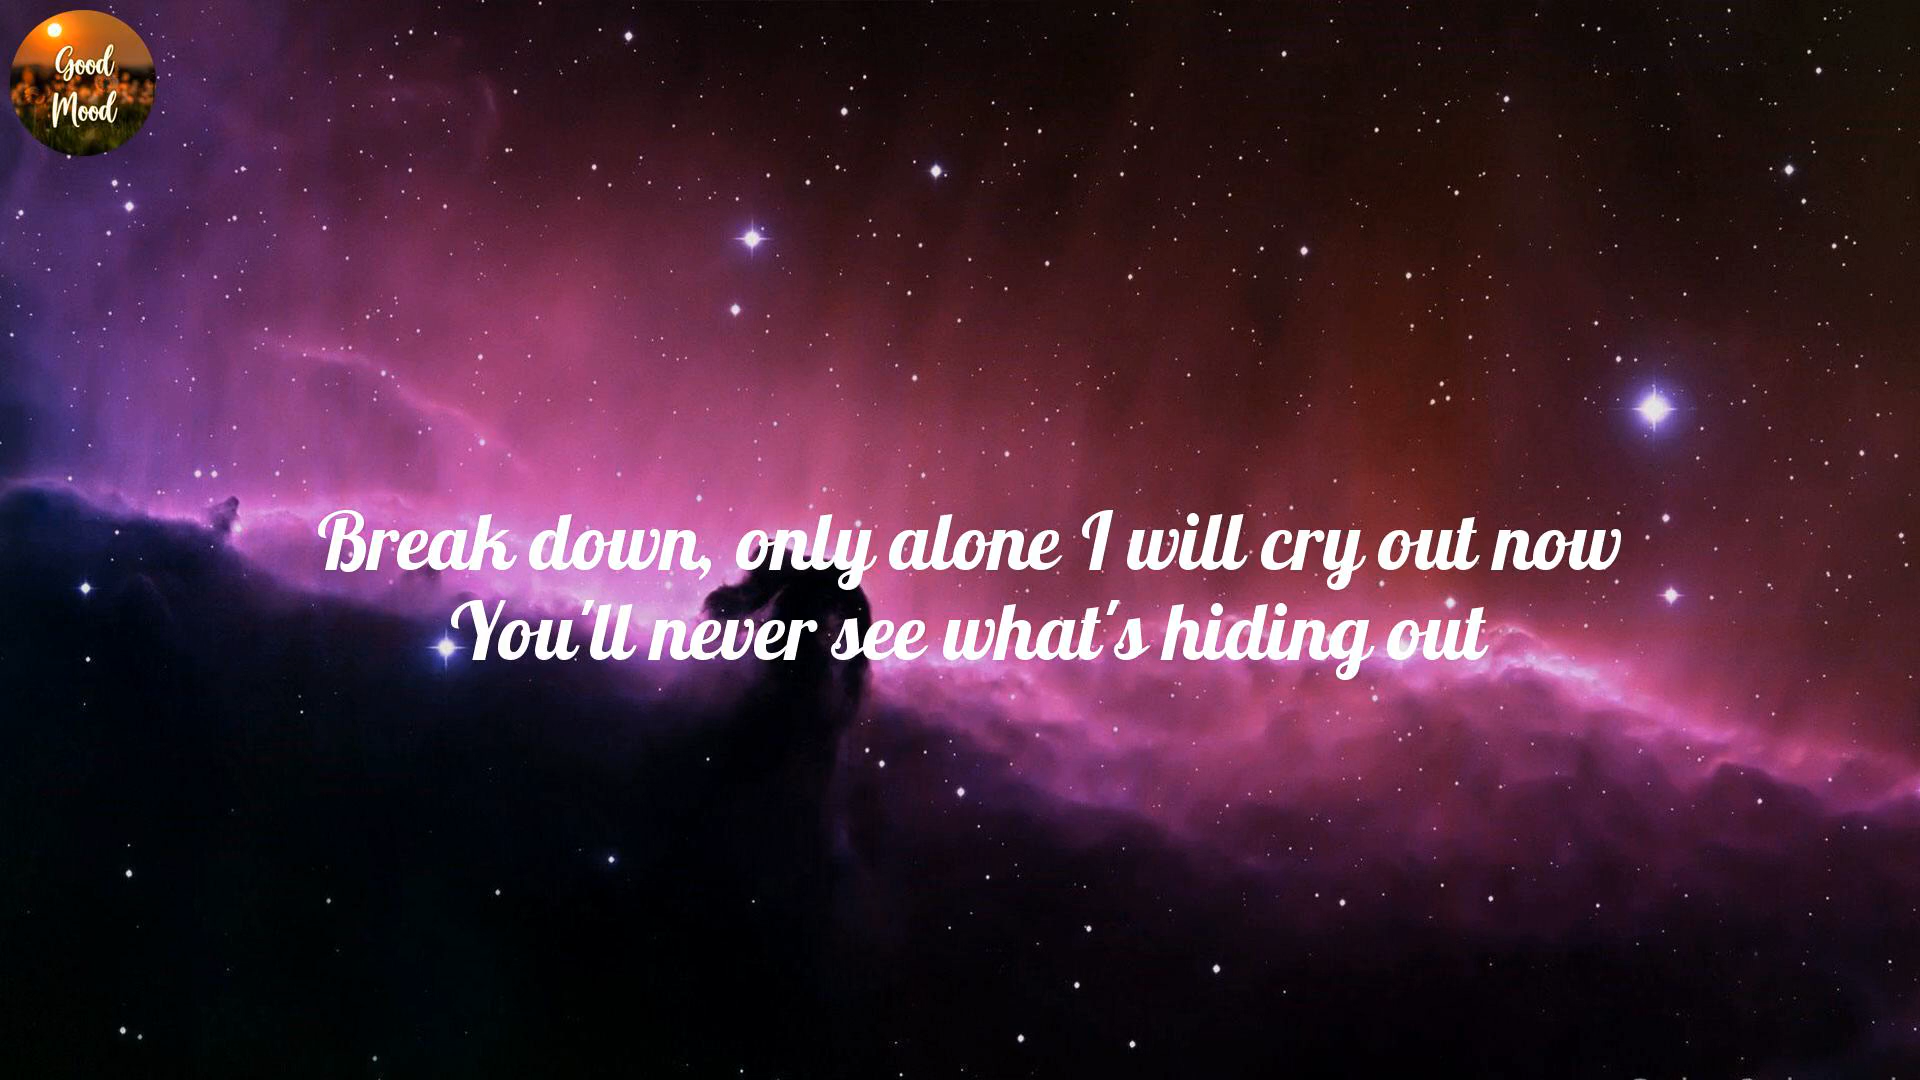 Good
Mood
Break down, only alone I will cry out now
You'll never see what's hiding out